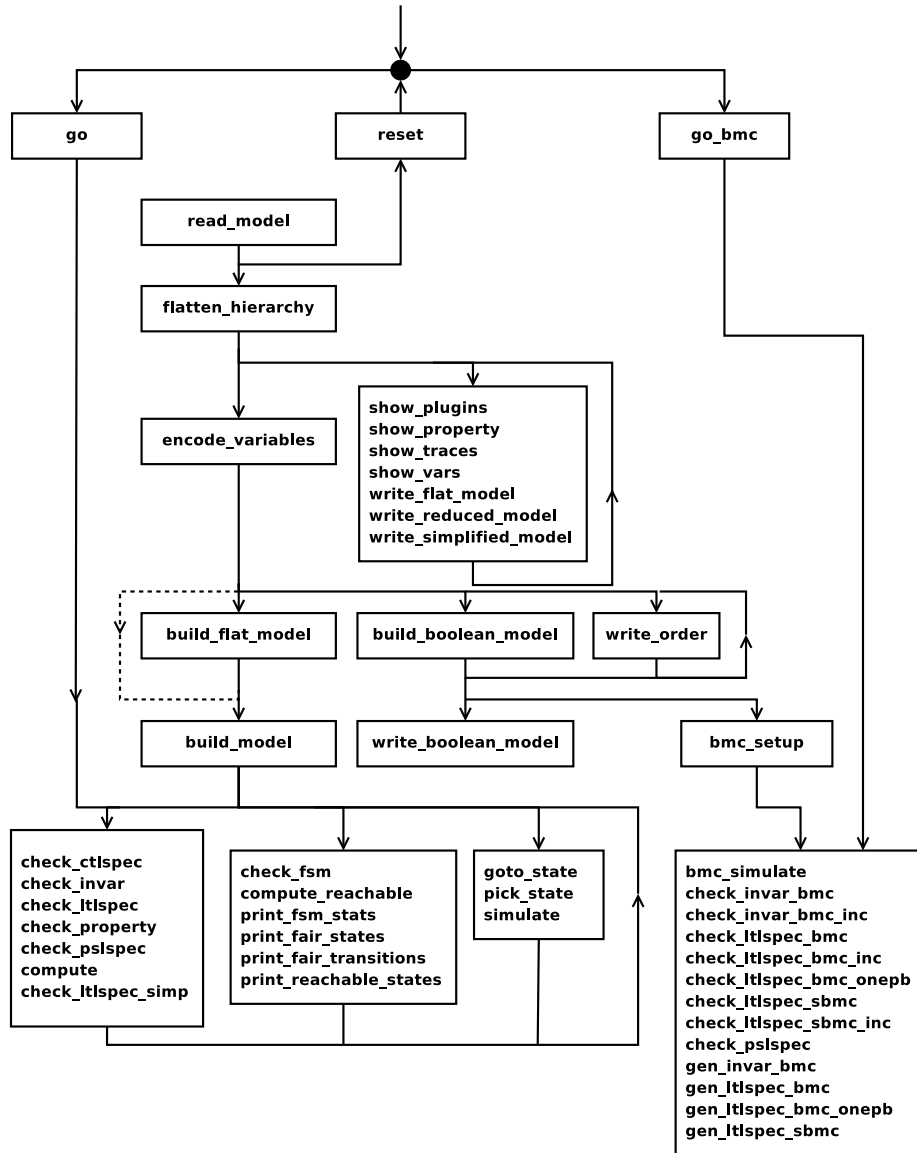 go
reset
go_bmc
read_model
flatten_hierarchy
show_plugins
show_property
show_traces
show_vars
write_flat_model
write_reduced_model
write_simplified_model
encode_variables
build_flat_model
build_boolean_model
write_order
build_model
write_boolean_model
bmc_setup
check_ctlspec
check_invar
check_ltlspec
check_property
check_pslspec
compute
check_ltlspec_simp
check_fsm
compute_reachable
print_fsm_stats
print_fair_states
print_fair_transitions
print_reachable_states
goto_state
pick_state
simulate
bmc_simulate
check_invar_bmc
check_invar_bmc_inc
check_ltlspec_bmc
check_ltlspec_bmc_inc
check_ltlspec_bmc_onepb
check_ltlspec_sbmc
check_ltlspec_sbmc_inc
check_pslspec
gen_invar_bmc
gen_ltlspec_bmc
gen_ltlspec_bmc_onepb
gen_ltlspec_sbmc